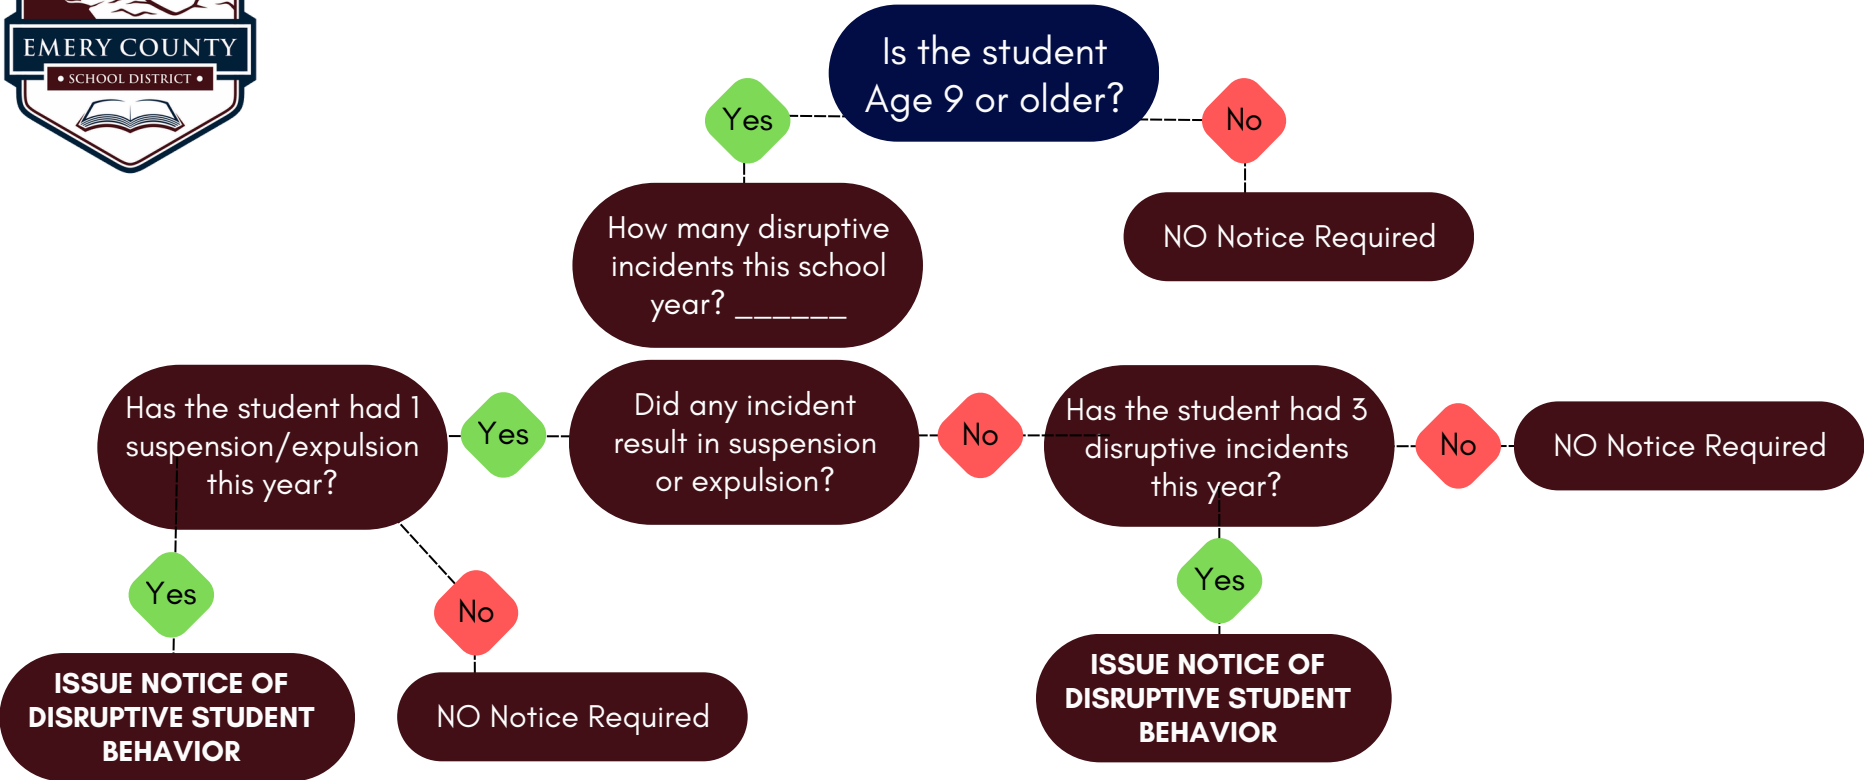 EMERY COUNTY
• SCHOOL DISTRICT •
Is the student
Age 9 or older?
Yes
No
How many disruptive
incidents this school
year? ______
NO Notice Required
Has the student had 1
suspension/expulsion
this year?
Yes
Did any incident
result in suspension
or expulsion?
No
Has the student had 3
disruptive incidents
this year?
No
NO Notice Required
Yes
No
Yes
ISSUE NOTICE OF
DISRUPTIVE STUDENT
BEHAVIOR
NO Notice Required
ISSUE NOTICE OF
DISRUPTIVE STUDENT
BEHAVIOR